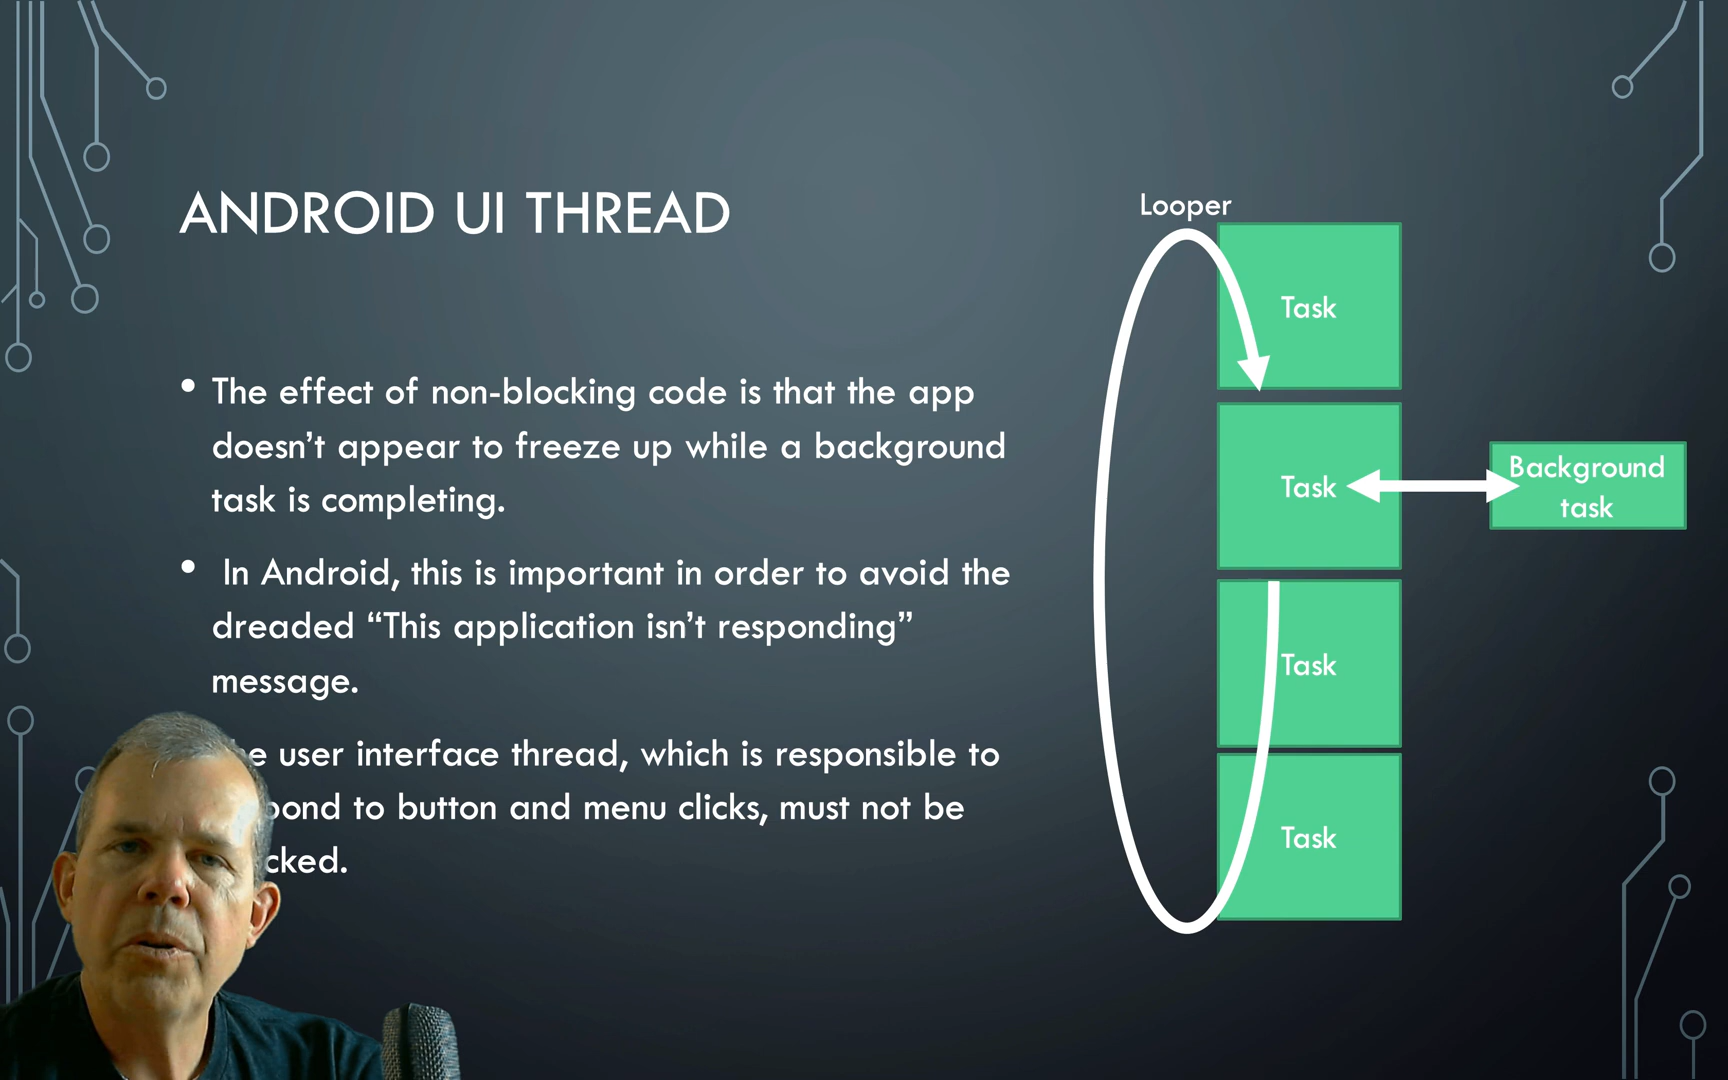 ANDROID UI THREAD
• The effect of non-blocking code is that the app
doesn't appear to freeze up while a background
task is completing.
• In Android, this is important in order to avoid the
dreaded “This application isn't responding”
message.
user interface thread, which is responsible to
to button and menu clicks, must not be
Looper
Task
Task
Background
task
Task
Task